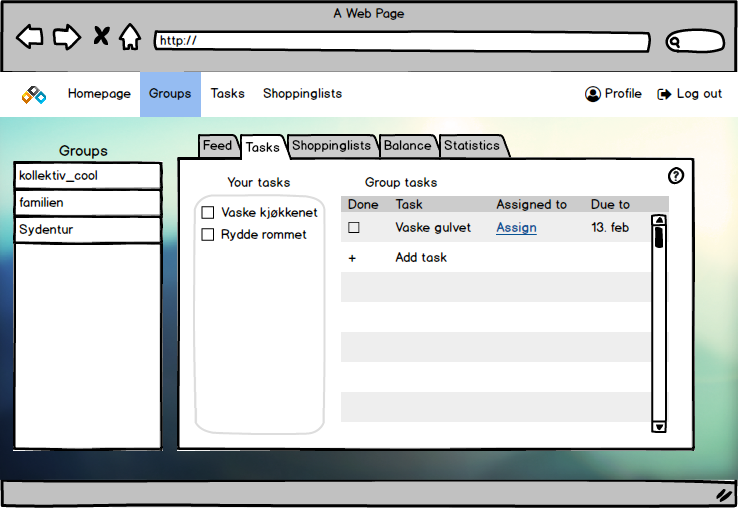 A Web Page
http://
Homepage Groups Tasks Shoppinglists Profile Log out
Groups
kollektiv_cool
familien
Sydentur
Feed Tasks Shoppinglists Balance Statistics
?
Your tasks
Vaske kjøkkenet
Rydde rommet
Group tasks
Done Task Assigned to Due to
Vaske gulvet Assign 13. feb
+ Add task